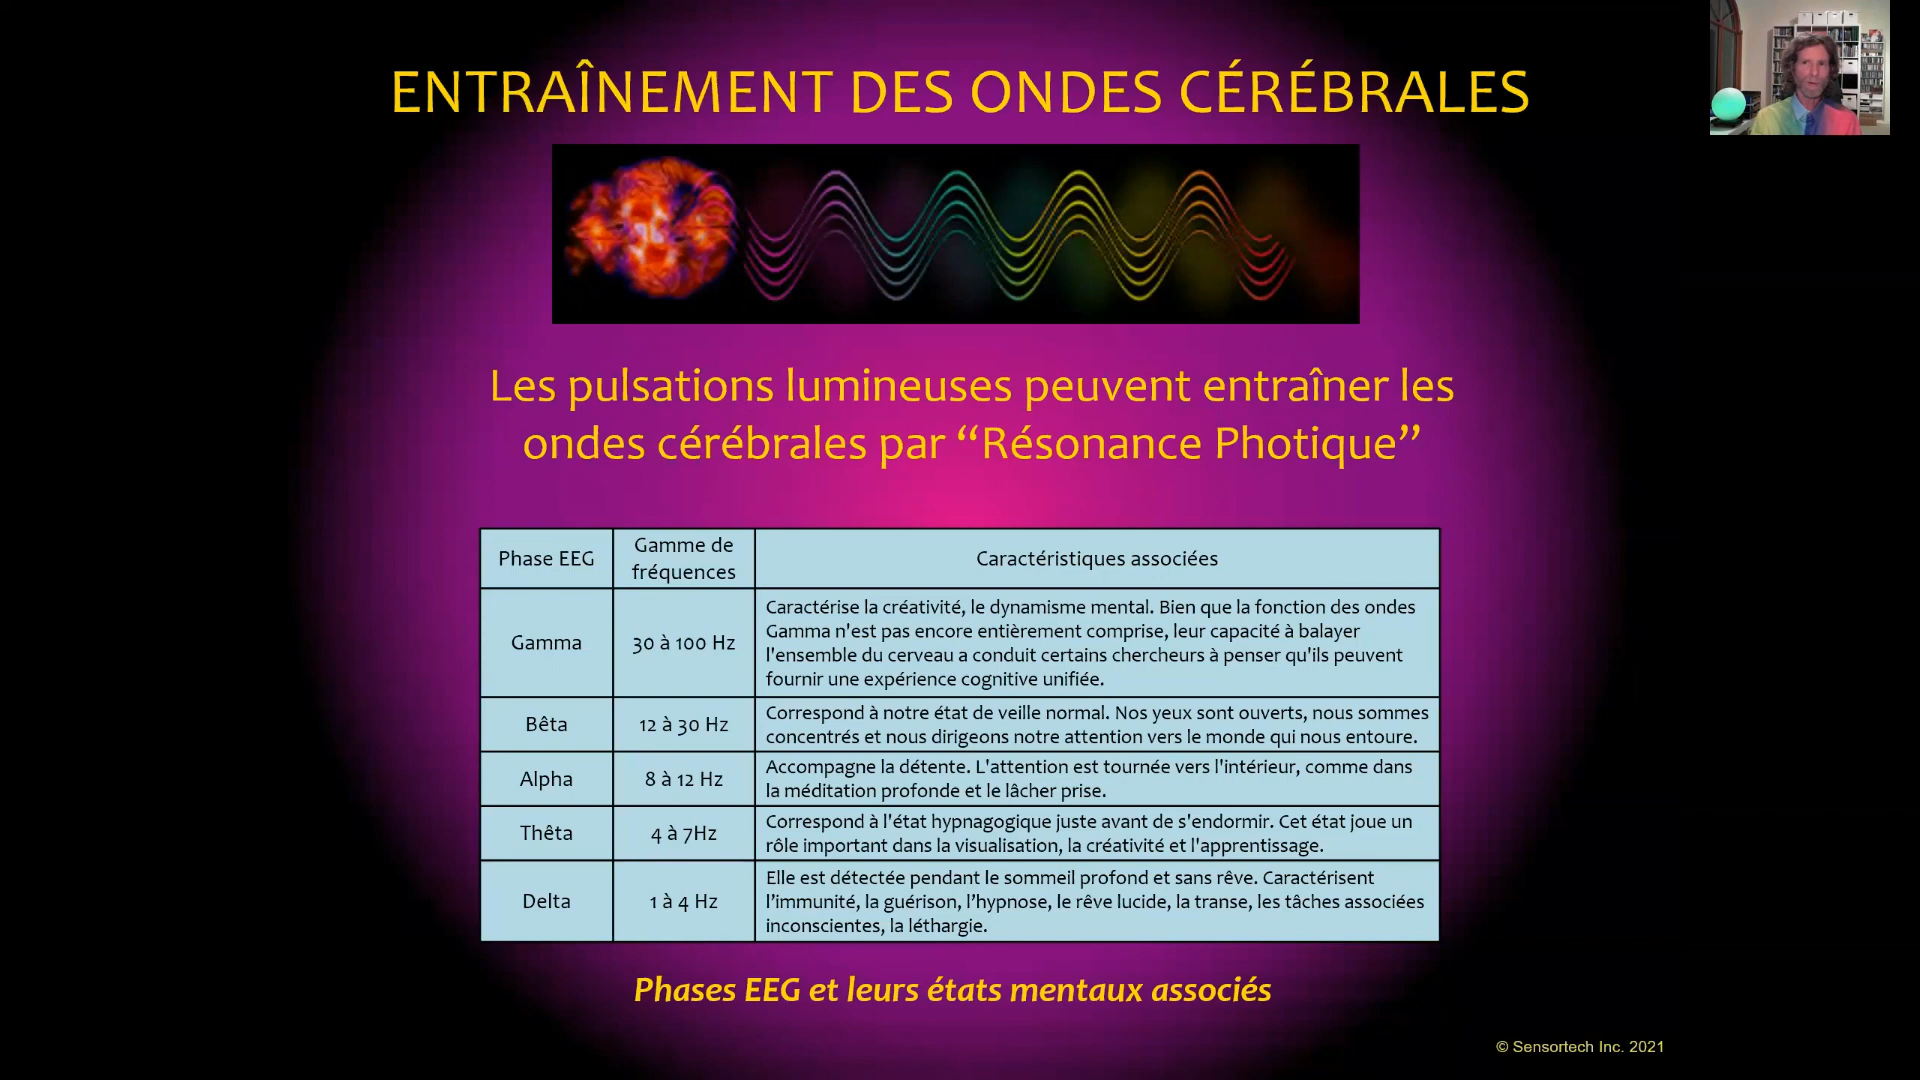 ENTRAÎNEMENT DES ONDES CÉRÉBRALES
Les pulsations lumineuses peuvent entraîner les
ondes cérébrales par “Résonance Photique”
Phase EEG
Gamme de
fréquences
Caractéristiques associées
Gamma
30 à 100 Hz
Caractérise la créativité, le dynamisme mental. Bien que la fonction des ondes
Gamma n'est pas encore entièrement comprise, leur capacité à balayer
l'ensemble du cerveau a conduit certains chercheurs à penser qu'ils peuvent
fournir une expérience cognitive unifiée.
Bêta
12 à 30 Hz
Correspond à notre état de veille normal. Nos yeux sont ouverts, nous sommes
concentrés et nous dirigeons notre attention vers le monde qui nous entoure.
Alpha
8 à 12 Hz
Accompagne la détente. L'attention est tournée vers l'intérieur, comme dans
la méditation profonde et le lâcher prise.
Thêta
4 à 7Hz
Correspond à l'état hypnagogique juste avant de s'endormir. Cet état joue un
rôle important dans la visualisation, la créativité et l'apprentissage.
Delta
1 à 4 Hz
Elle est détectée pendant le sommeil profond et sans rêve. Caractérisent
l’immunité, la guérison, l’hypnose, le rêve lucide, la transe, les tâches associées
inconscientes, la léthargie.
Phases EEG et leurs états mentaux associés
© Sensortech Inc. 2021